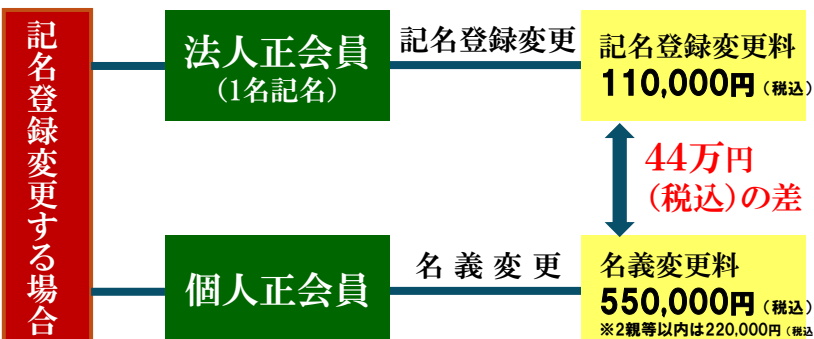 記名登録変更する場合
法人正会員
（1名記名）
記名登録変更
記名登録変更料
110,000円（税込）
44万円
（税込）の差
個人正会員
名義変更
名義変更料
550,000円（税込）
※2親等以内は220,000円（税込